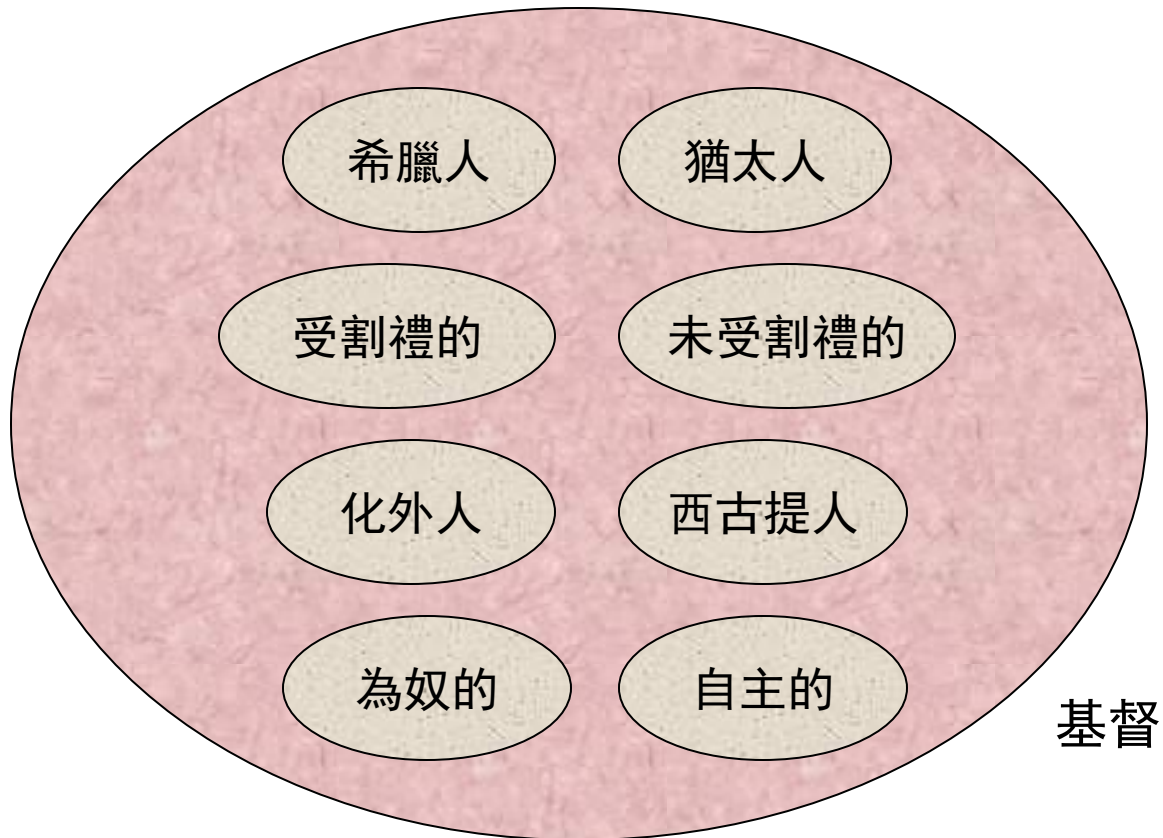 希臘人
猶太人
受割禮的
未受割禮的
化外人
西古提人
為奴的
自主的
基督